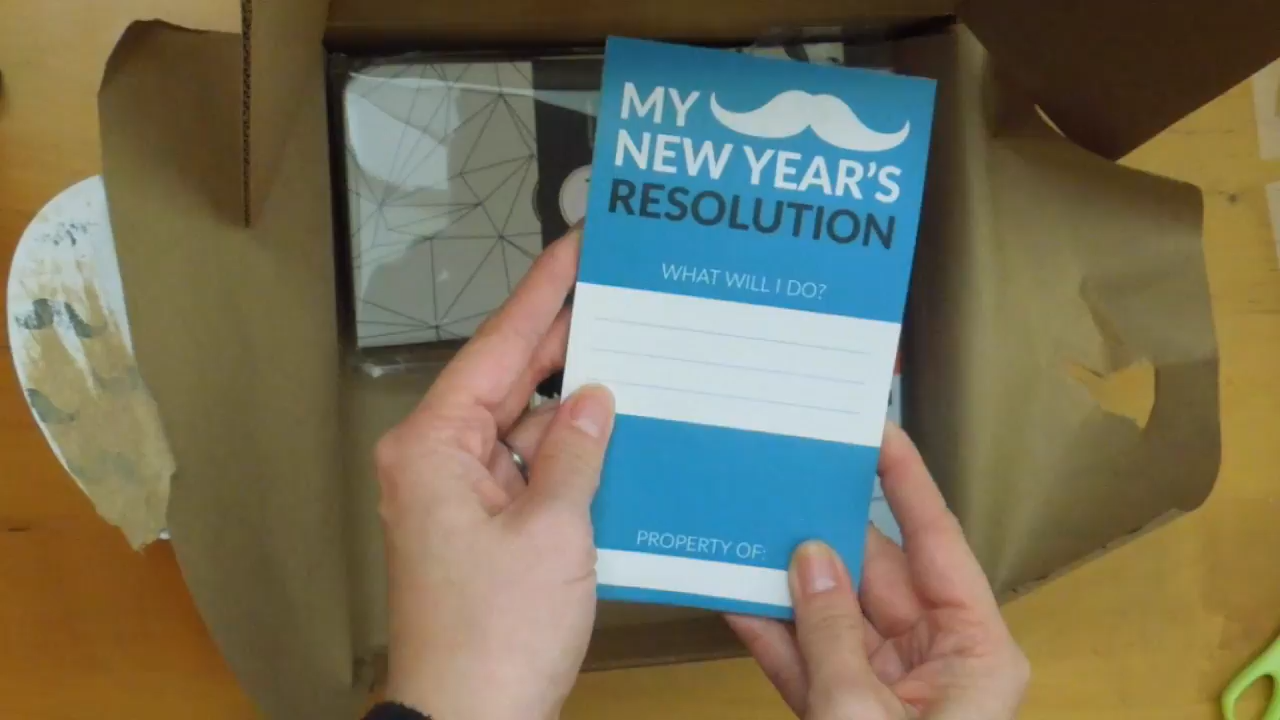 MY
NEW YEAR'S
RESOLUTION
WHAT WILL I DO?
PROPERTY OF: